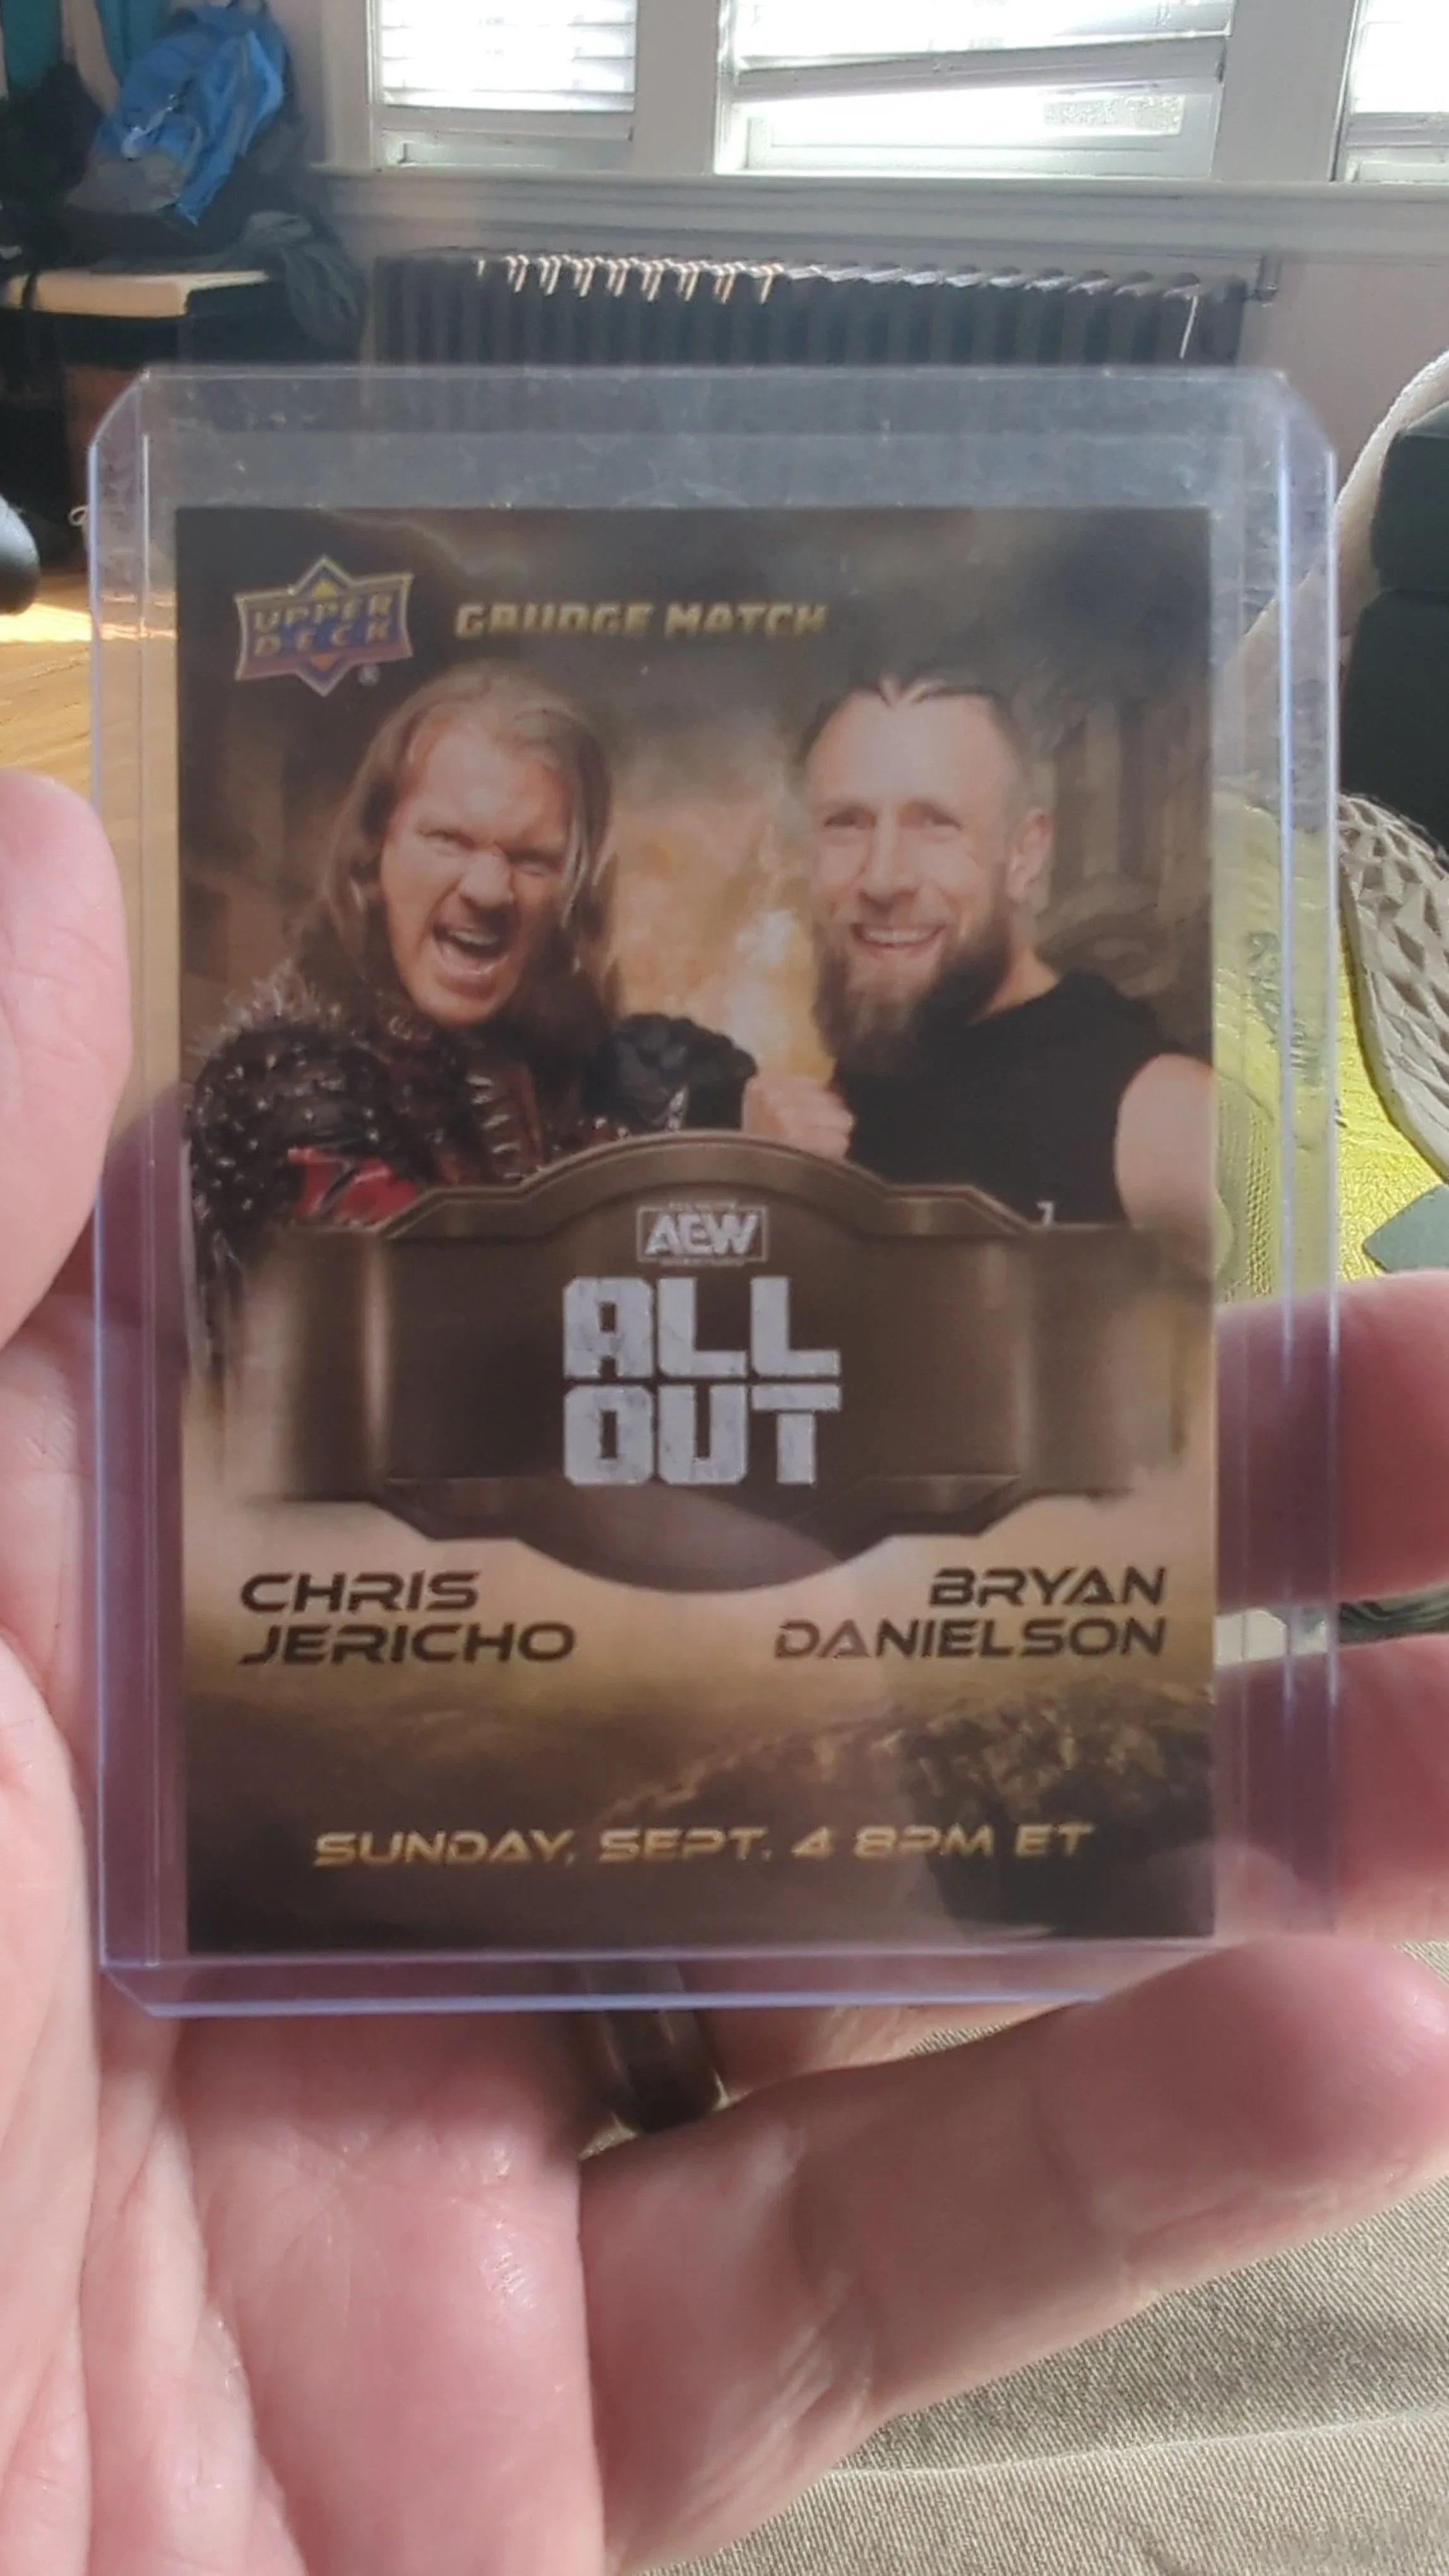 UPPER
DECK
®
GRUDGE MATCH
AEW
ALL
OUT
CHRIS
JERICHO
BRYAN
DANIELSON
SUNDAY, SEPT. 4 8PM ET